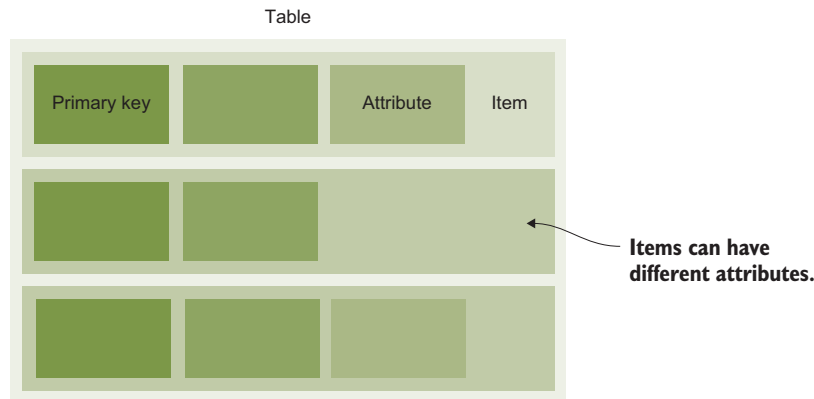 Table
Primary key
Attribute
Item
Items can have
different attributes.